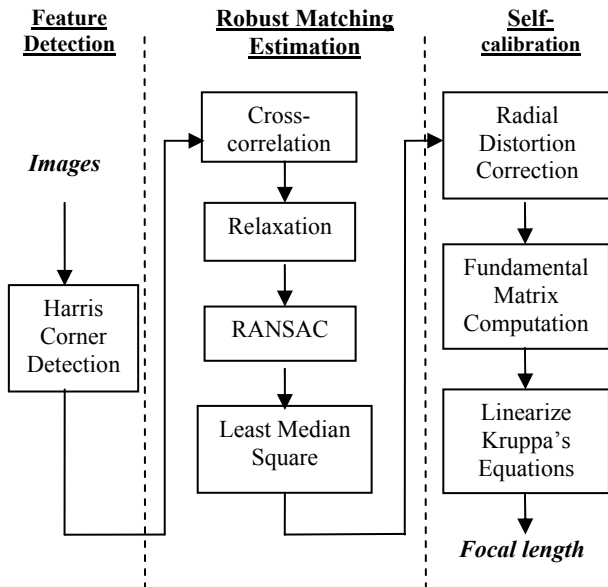 Feature
Detection
Images
Harris
Corner
Detection
Robust Matching
Estimation
Cross-
correlation
Relaxation
RANSAC
Least Median
Square
Self-
calibration
Radial
Distortion
Correction
Fundamental
Matrix
Computation
Linearize
Kruppa's
Equations
Focal length